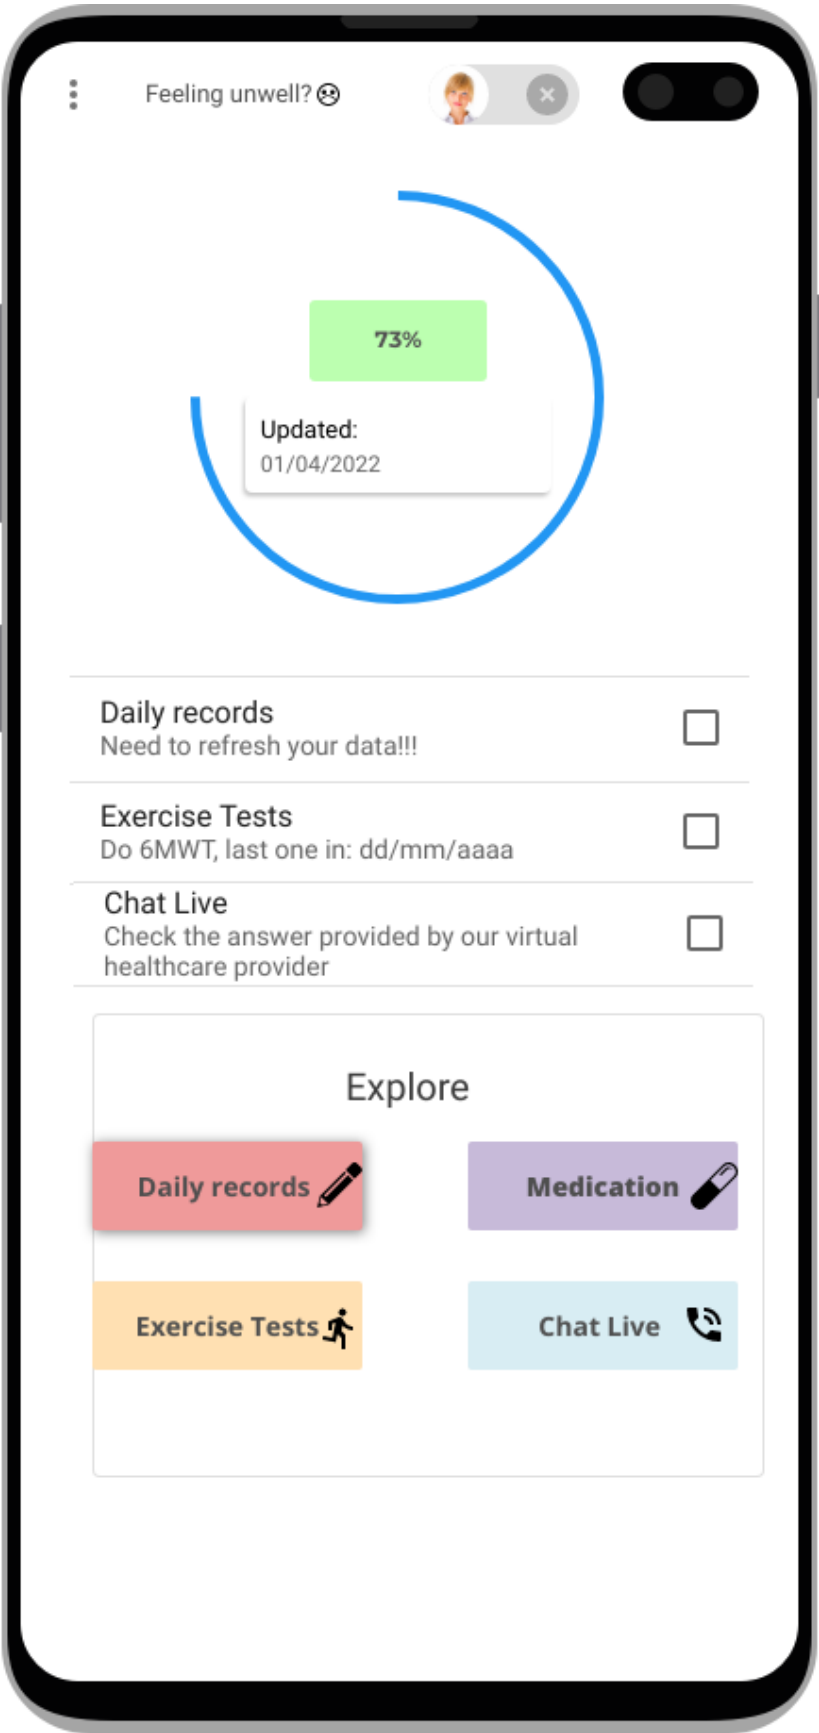 Feeling unwell?
73%
Updated:
01/04/2022
Daily records
Need to refresh your data!!!
Exercise Tests
Do 6MWT, last one in: dd/mm/aaaa
Chat Live
Check the answer provided by our virtual
healthcare provider
Explore
Daily records
Medication
Exercise Tests
Chat Live